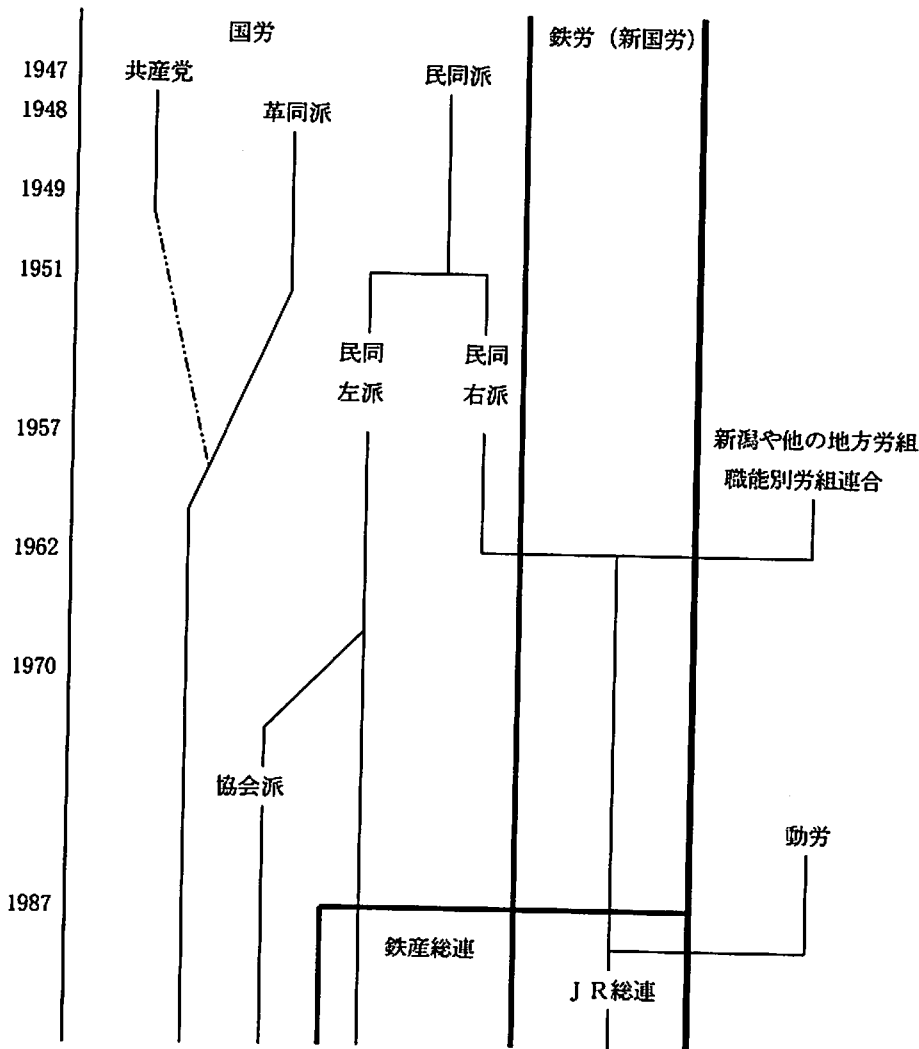 国労
鉄労（新国労）
1947
共産党
民同派
1948
革同派
1949
1951
民同
左派
民同
右派
1957
新潟や他の地方労組
職能別労組連合
1962
1970
協会派
動労
1987
鉄産総連
ＪＲ総連